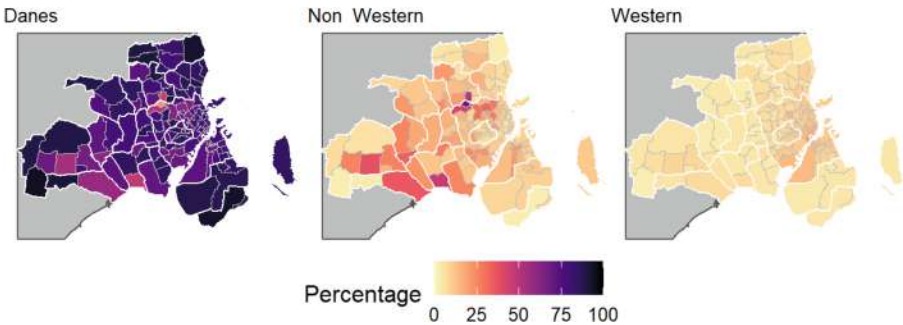 Danes
Non Western
Western
Percentage
0 25 50 75 100